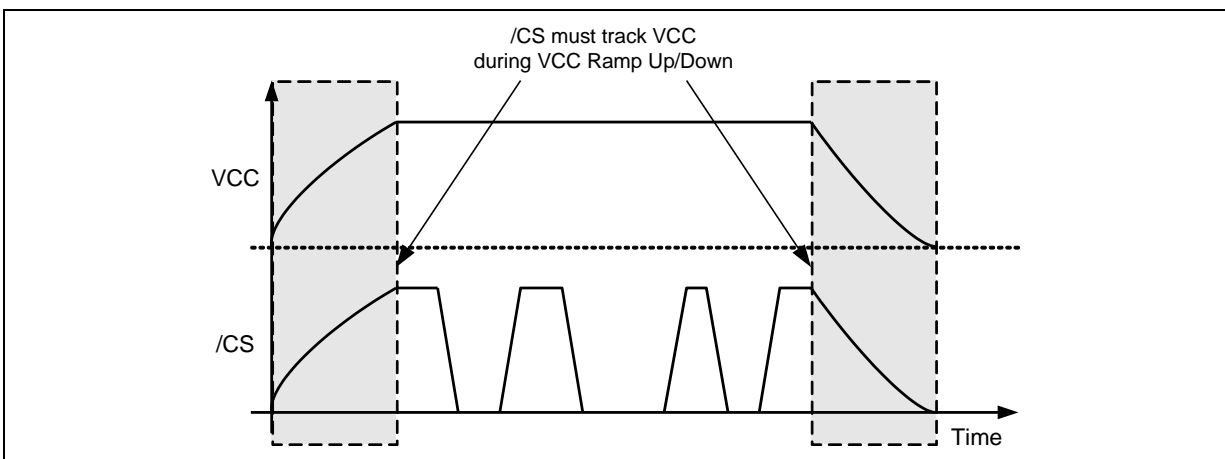 /CS must track VCC
during VCC Ramp Up/Down
VCC
/CS
Time